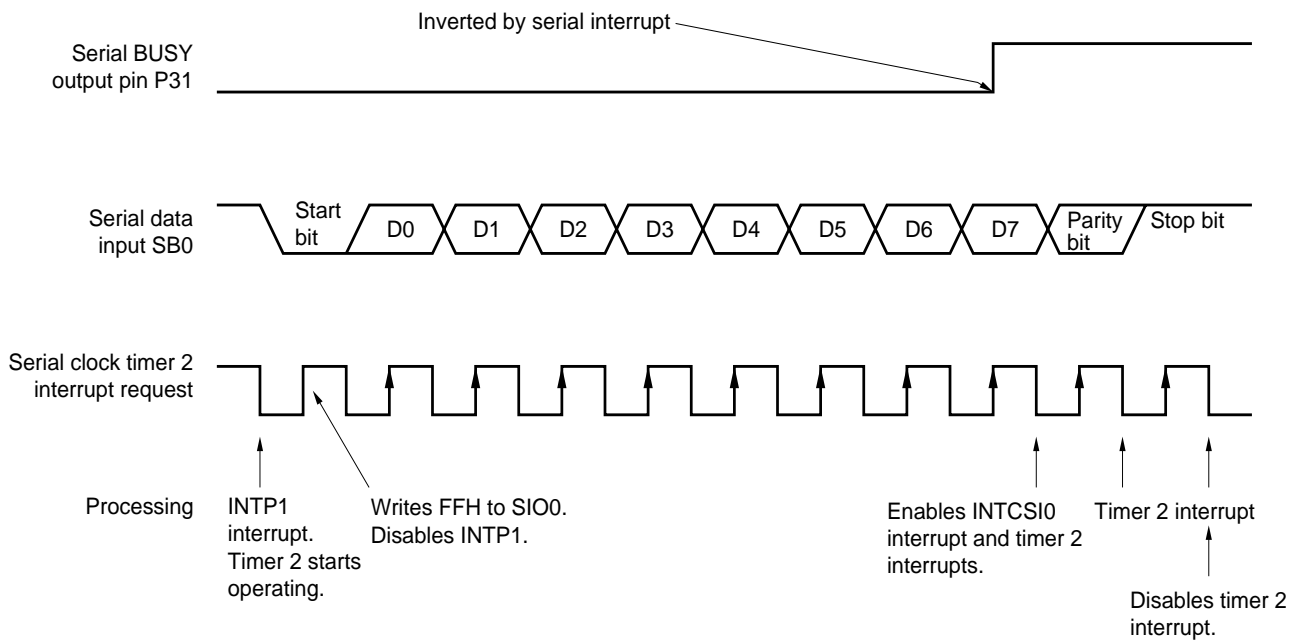 Inverted by serial interrupt
Serial BUSY
output pin P31
Serial data
input SB0
Start
bit
D0
D1
D2
D3
D4
D5
D6
D7
Parity
bit
Stop bit
Serial clock timer 2
interrupt request
Processing
INTP1
interrupt.
Timer 2 starts
operating.
Writes FFH to SIO0.
Disables INTP1.
Enables INTCSI0
interrupt and timer 2
interrupts.
Timer 2 interrupt
Disables timer 2
interrupt.